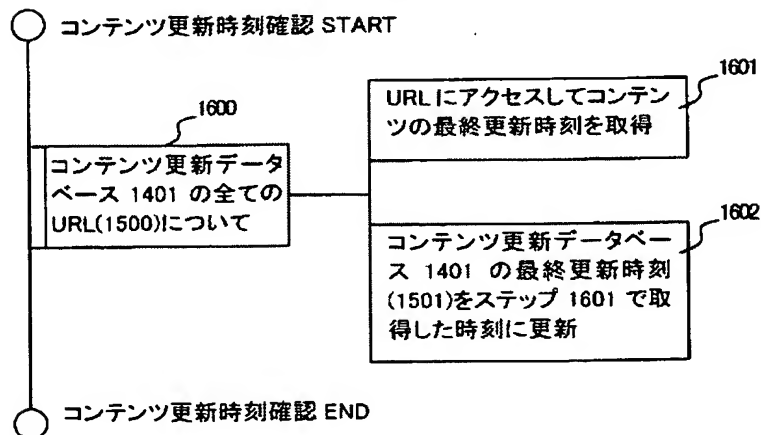 コンテンツ更新時刻確認 START
1600
コンテンツ更新データ
ベース 1401 の全ての
URL(1500)について
1601
URLにアクセスしてコンテン
ツの最終更新時刻を取得
1602
コンテンツ更新データベー
ス 1401 の最終更新時刻
(1501)をステップ 1601 で取
得した時刻に更新
コンテンツ更新時刻確認 END